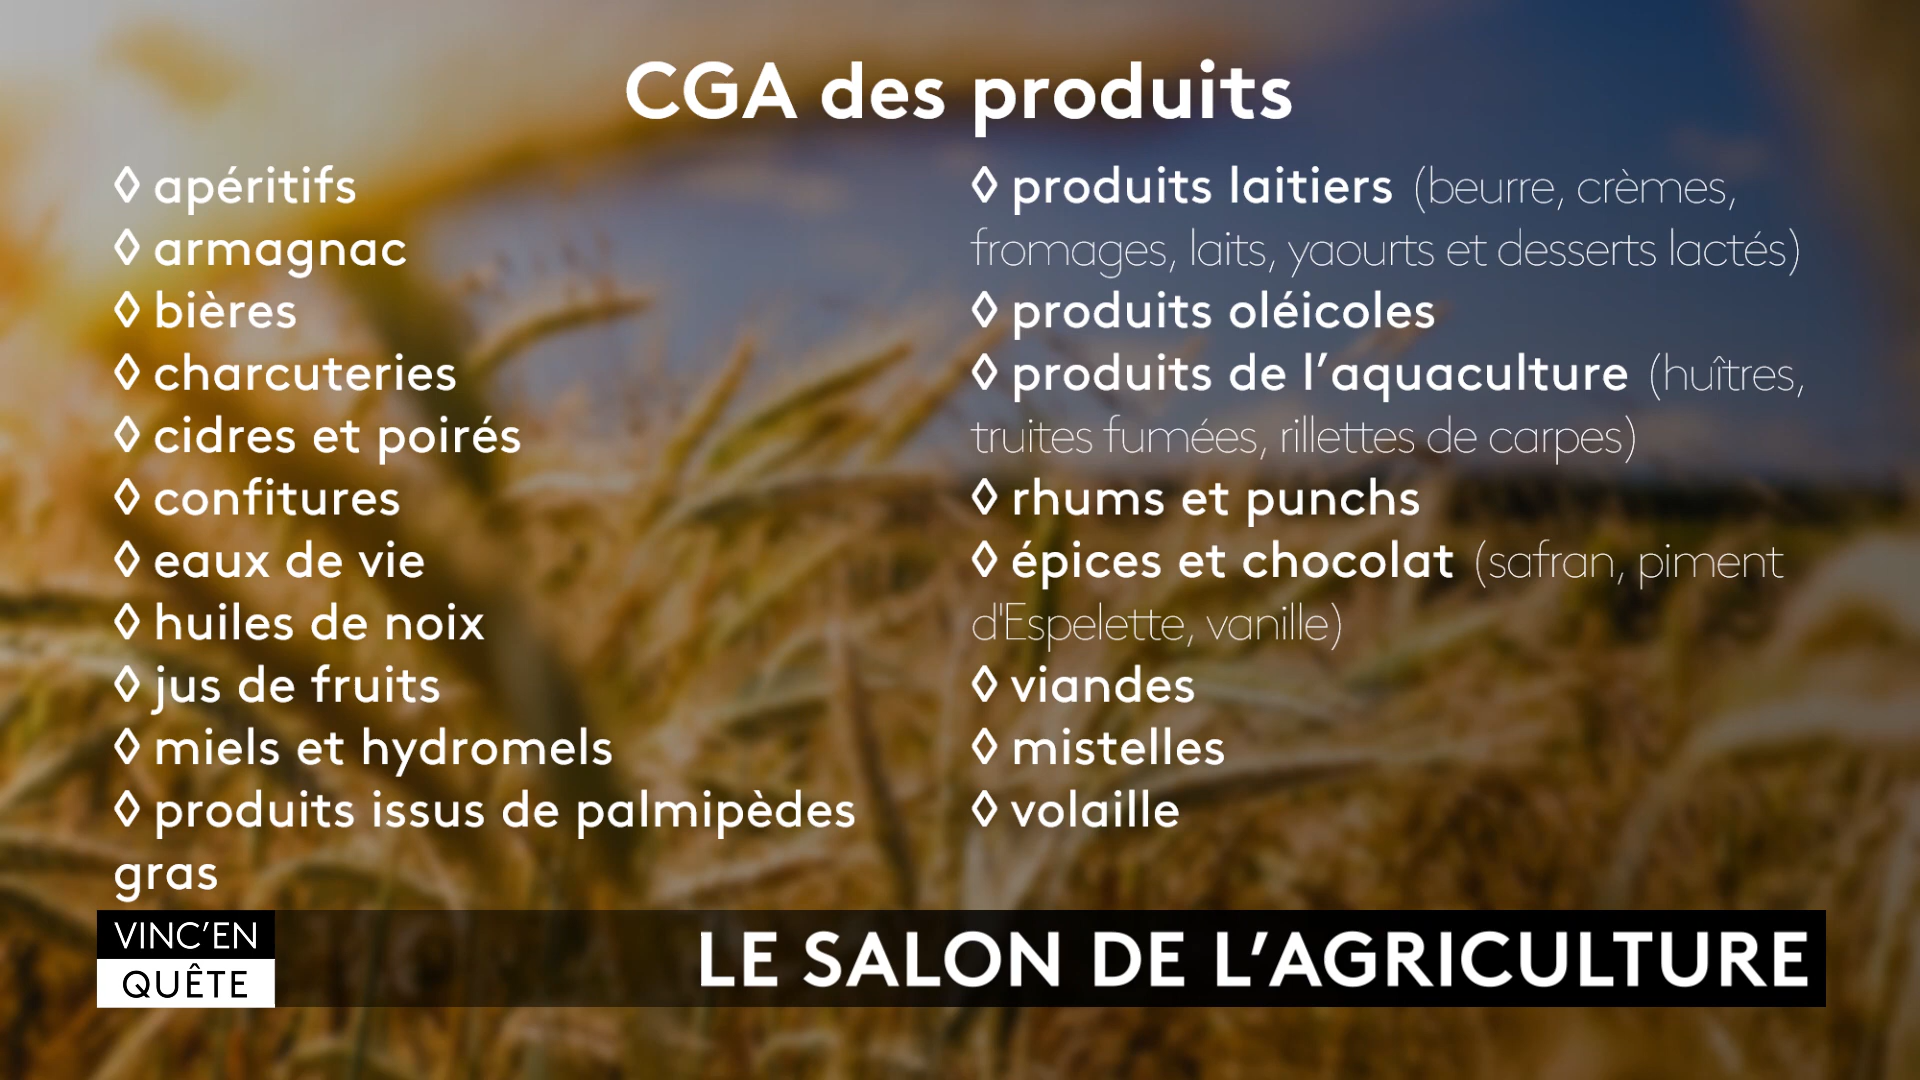 CGA des produits
◊ apéritifs
◊ armagnac
◊ bières
◊ charcuteries
◊ cidres et poirés
◊ confitures
◊ eaux de vie
◊ huiles de noix
◊ jus de fruits
◊ miels et hydromels
◊ produits issus de palmipèdes
gras
◊ produits laitiers (beurre, crèmes,
fromages, laits, yaourts et desserts lactés)
◊ produits oléicoles
◊ produits de l’aquaculture (huîtres,
truites fumées, rillettes de carpes)
◊ rhums et punchs
◊ épices et chocolat (safran, piment
d'Espelette, vanille)
◊ viandes
◊ mistelles
◊ volaille
VINC’EN
QUÊTE
LE SALON DE L’AGRICULTURE